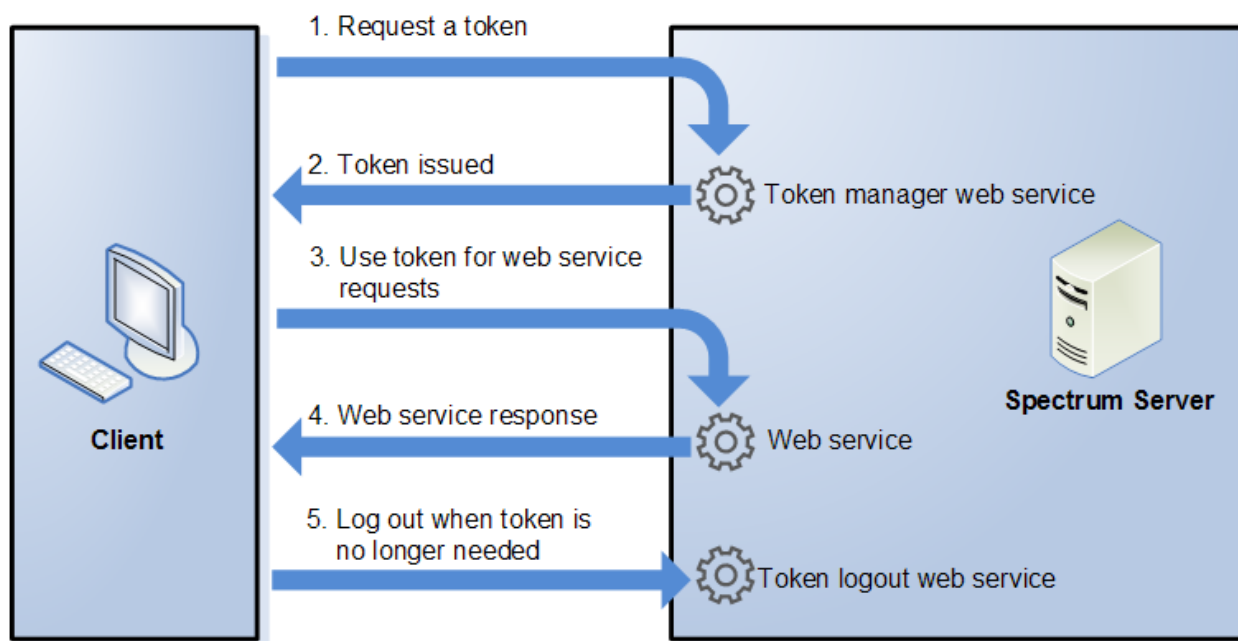 1. Request a token
2. Token issued
Token manager web service
3. Use token for web service
requests
Spectrum Server
4. Web service response
Client
Web service
5. Log out when token is
no longer needed
Token logout web service